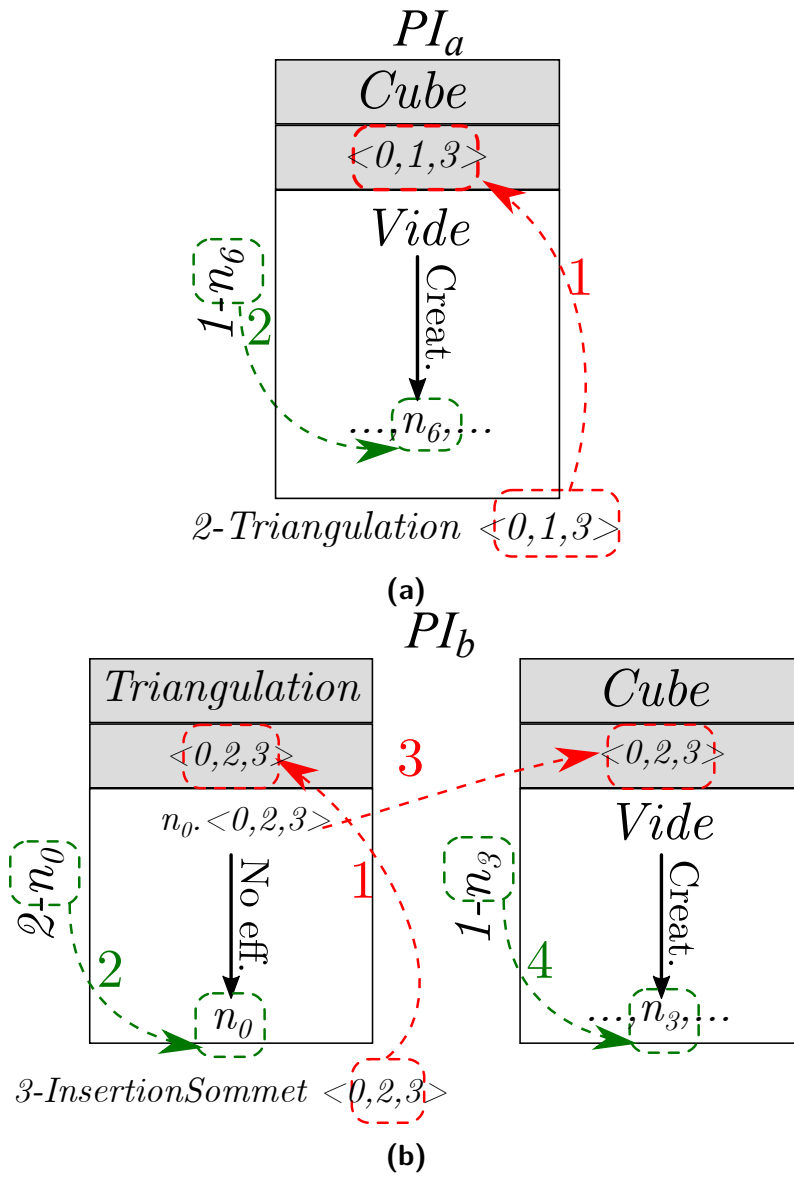 PI_a
Cube
<0,1,3>
Vide
Creat.
1-n_6
1
2
...,n_6,...
2-Triangulation <0,1,3>
(a)
PI_b
Triangulation
Cube
<0,2,3>
<0,2,3>
3
n_0.<0,2,3>
Vide
2-n_0
No eff.
1
1-n_3
Creat.
2
4
n_0
...,n_3,...
3-InsertionSommet <0,2,3>
(b)